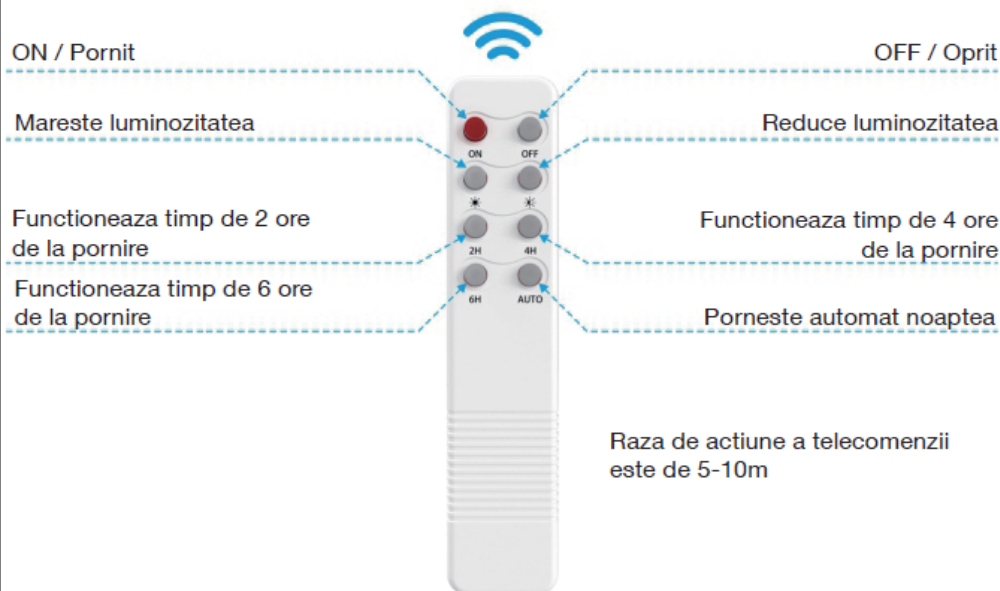 ON / Pornit
OFF / Oprit
Mareste luminozitatea
Reduce luminozitatea
ON
OFF
Functioneaza timp de 2 ore
de la pornire
Functioneaza timp de 4 ore
de la pornire
2H
4H
Functioneaza timp de 6 ore
de la pornire
6H
AUTO
Porneste automat noaptea
Raza de actiune a telecomenzii
este de 5-10m